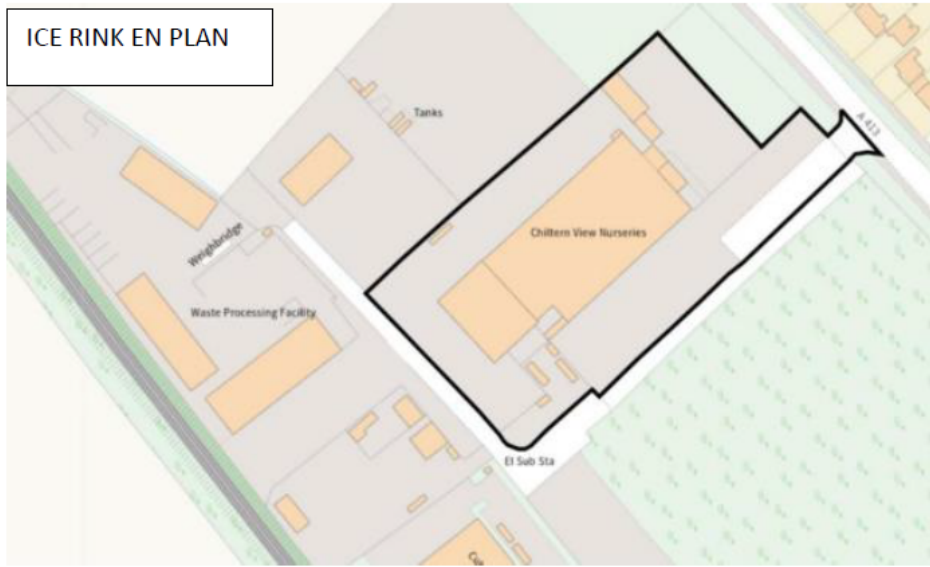 ICE RINK EN PLAN
Tanks
A 413
Chiltern View Nurseries
Weighbridge
Waste Processing Facility
El Sub Sta